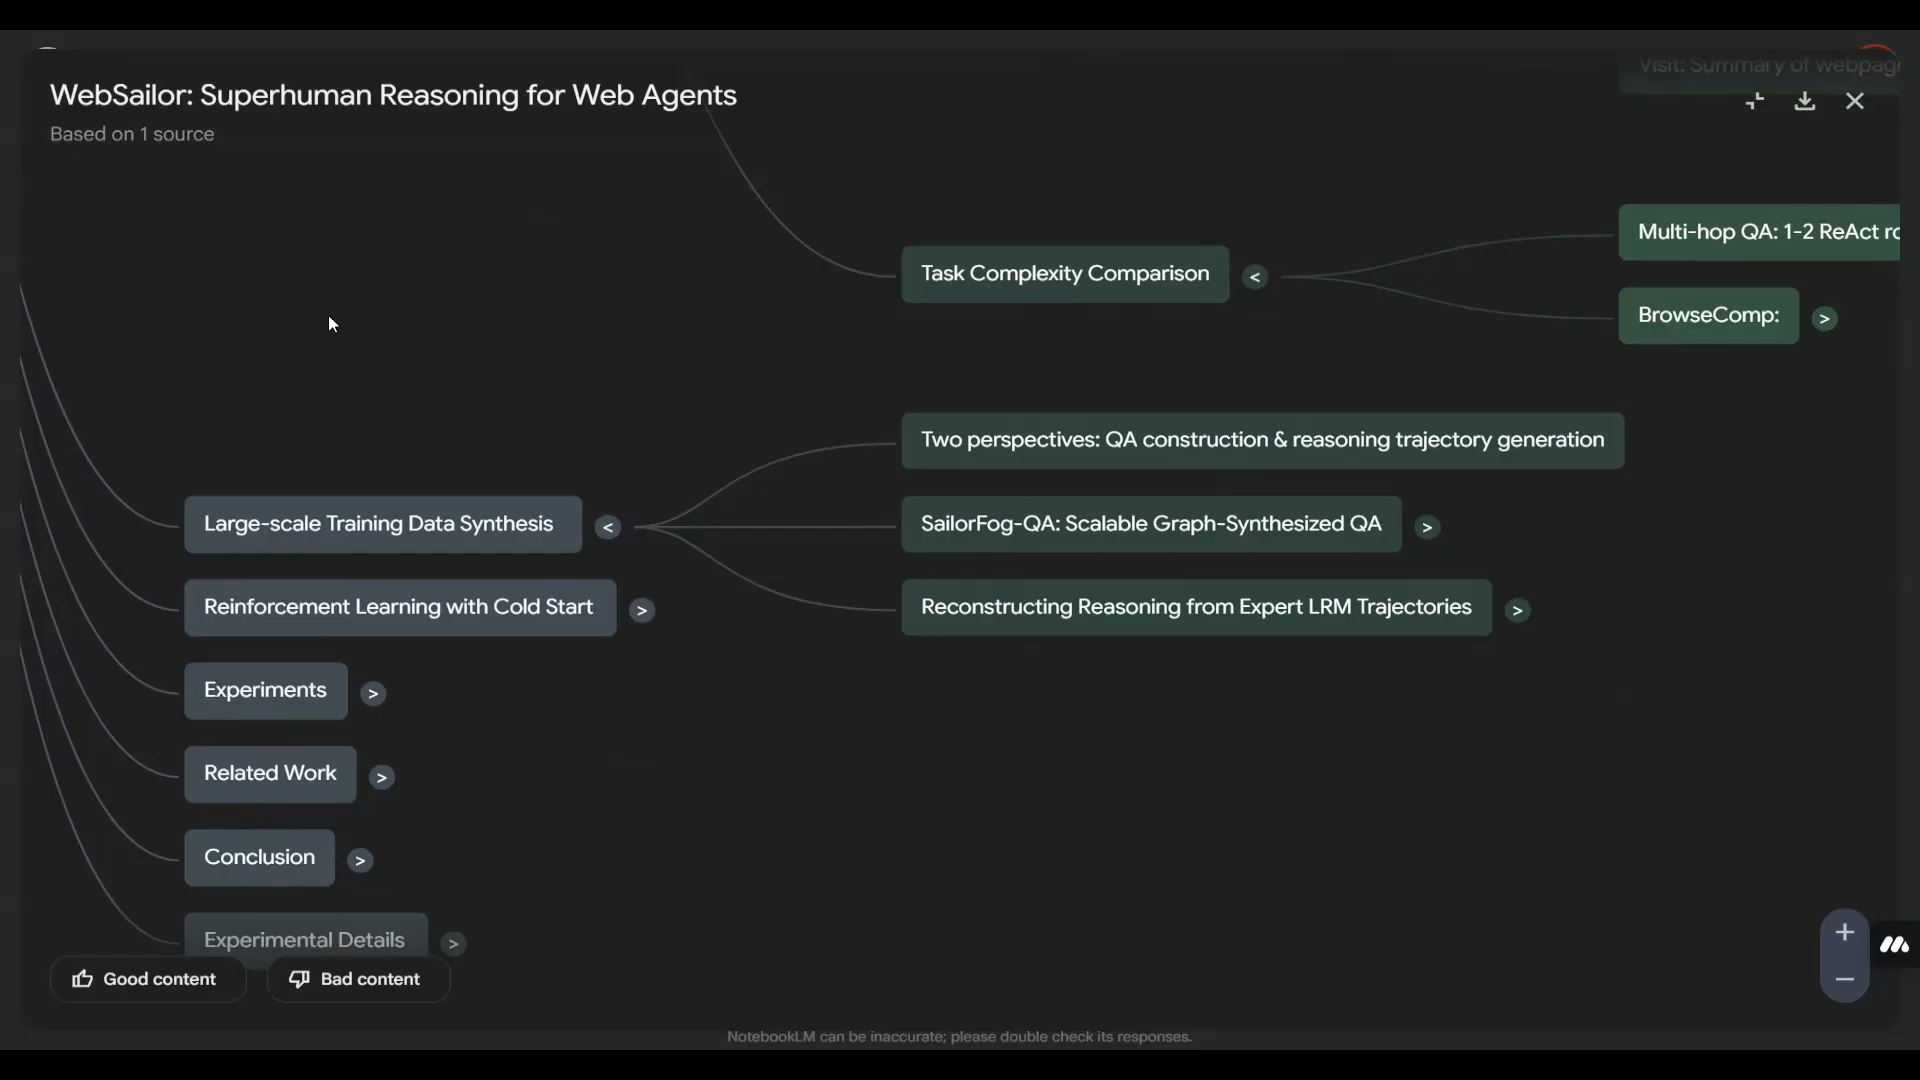 Visit: Summary of
WebSailor: Superhuman Reasoning for Web Agents
Based on 1 source
Multi-hop QA: 1-2 ReAct
Task Complexity Comparison
<
BrowseComp:
>
Two perspectives: QA construction & reasoning trajectory generation
Large-scale Training Data Synthesis
<
SailorFog-QA: Scalable Graph-Synthesized QA
>
Reinforcement Learning with Cold Start
>
Reconstructing Reasoning from Expert LRM Trajectories
>
Experiments
>
Related Work
>
Conclusion
>
Experimental Details
>
Good content
Bad content
+
−
NotebookLM can be inaccurate; please double check its responses.